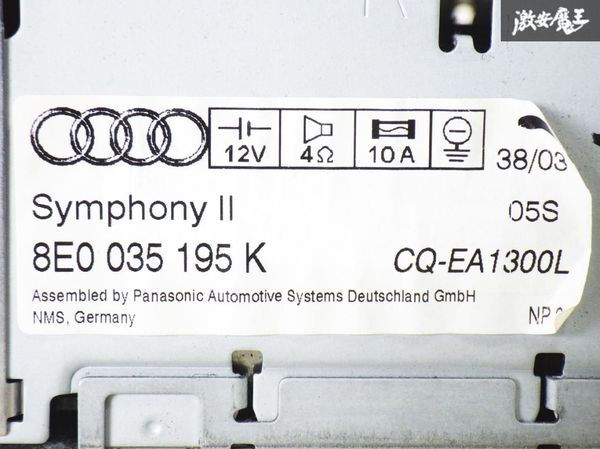 激安魔王
12V 4Ω 10A
38/03
Symphony II 05S
8E0 035 195 K CQ-EA1300L
Assembled by Panasonic Automotive Systems Deutschland GmbH
NMS, Germany NP